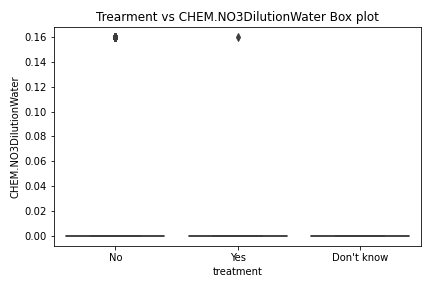 Trearment vs CHEM.NO3DilutionWater Box plot
CHEM.NO3DilutionWater
0.16
0.14
0.12
0.10
0.08
0.06
0.04
0.02
0.00
No Yes Don't know
treatment